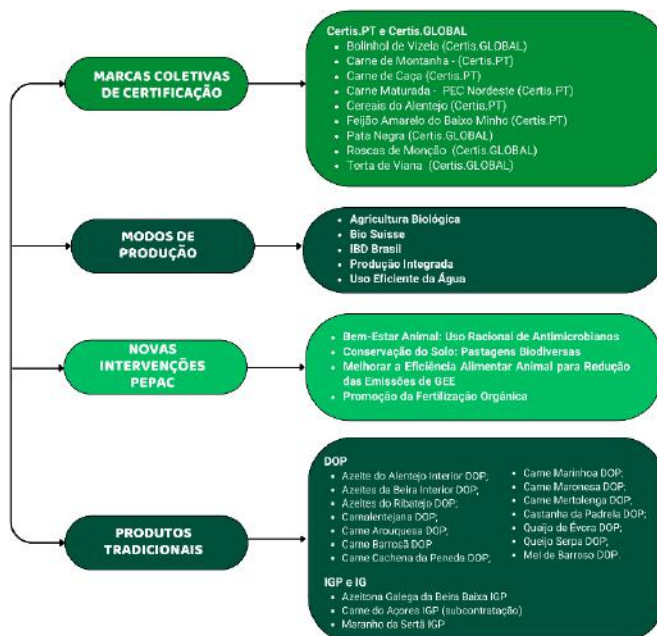 MARCAS COLETIVAS
DE CERTIFICAÇÃO
Certis.PT e Certis.GLOBAL
Bolinhol de Vizela (Certis.GLOBAL)
Carne de Montanha - (Certis.PT)
Carne de Caça (Certis.PT)
Carne Maturada - PEC Nordeste (Certis.PT)
Cereais do Alentejo (Certis.PT)
Feijão Amarelo do Baixo Minho (Certis.PT)
Pata Negra (Certis.GLOBAL)
Roscas de Monção (Certis.GLOBAL)
Torta de Viana (Certis.GLOBAL)
MODOS DE
PRODUÇÃO
Agricultura Biológica
Bio Suisse
IBD Brasil
Produção Integrada
Uso Eficiente da Água
NOVAS
INTERVENÇÕES
PEPAC
Bem-Estar Animal: Uso Racional de Antimicrobianos
Conservação do Solo: Pastagens Biodiversas
Melhorar a Eficiência Alimentar Animal para Redução
das Emissões de GEE
Promoção da Fertilização Orgânica
PRODUTOS
TRADICIONAIS
DOP
Azeite do Alentejo Interior DOP;
Azeites da Beira Interior DOP;
Azeites do Ribatejo DOP;
Carnalentejana DOP;
Carne Arouquesa DOP;
Carne Barrosã DOP
Carne Cachena da Peneda DOP;
Carne Marinhoa DOP;
Carne Maronesa DOP;
Carne Mertolenga DOP;
Castanha da Padrela DOP;
Queijo de Évora DOP;
Queijo Serpa DOP;
Mel de Barroso DOP.
IGP e IG
Azeitona Galega da Beira Baixa IGP
Carne do Açores IGP (subcontratação)
Maranho da Sertã IGP